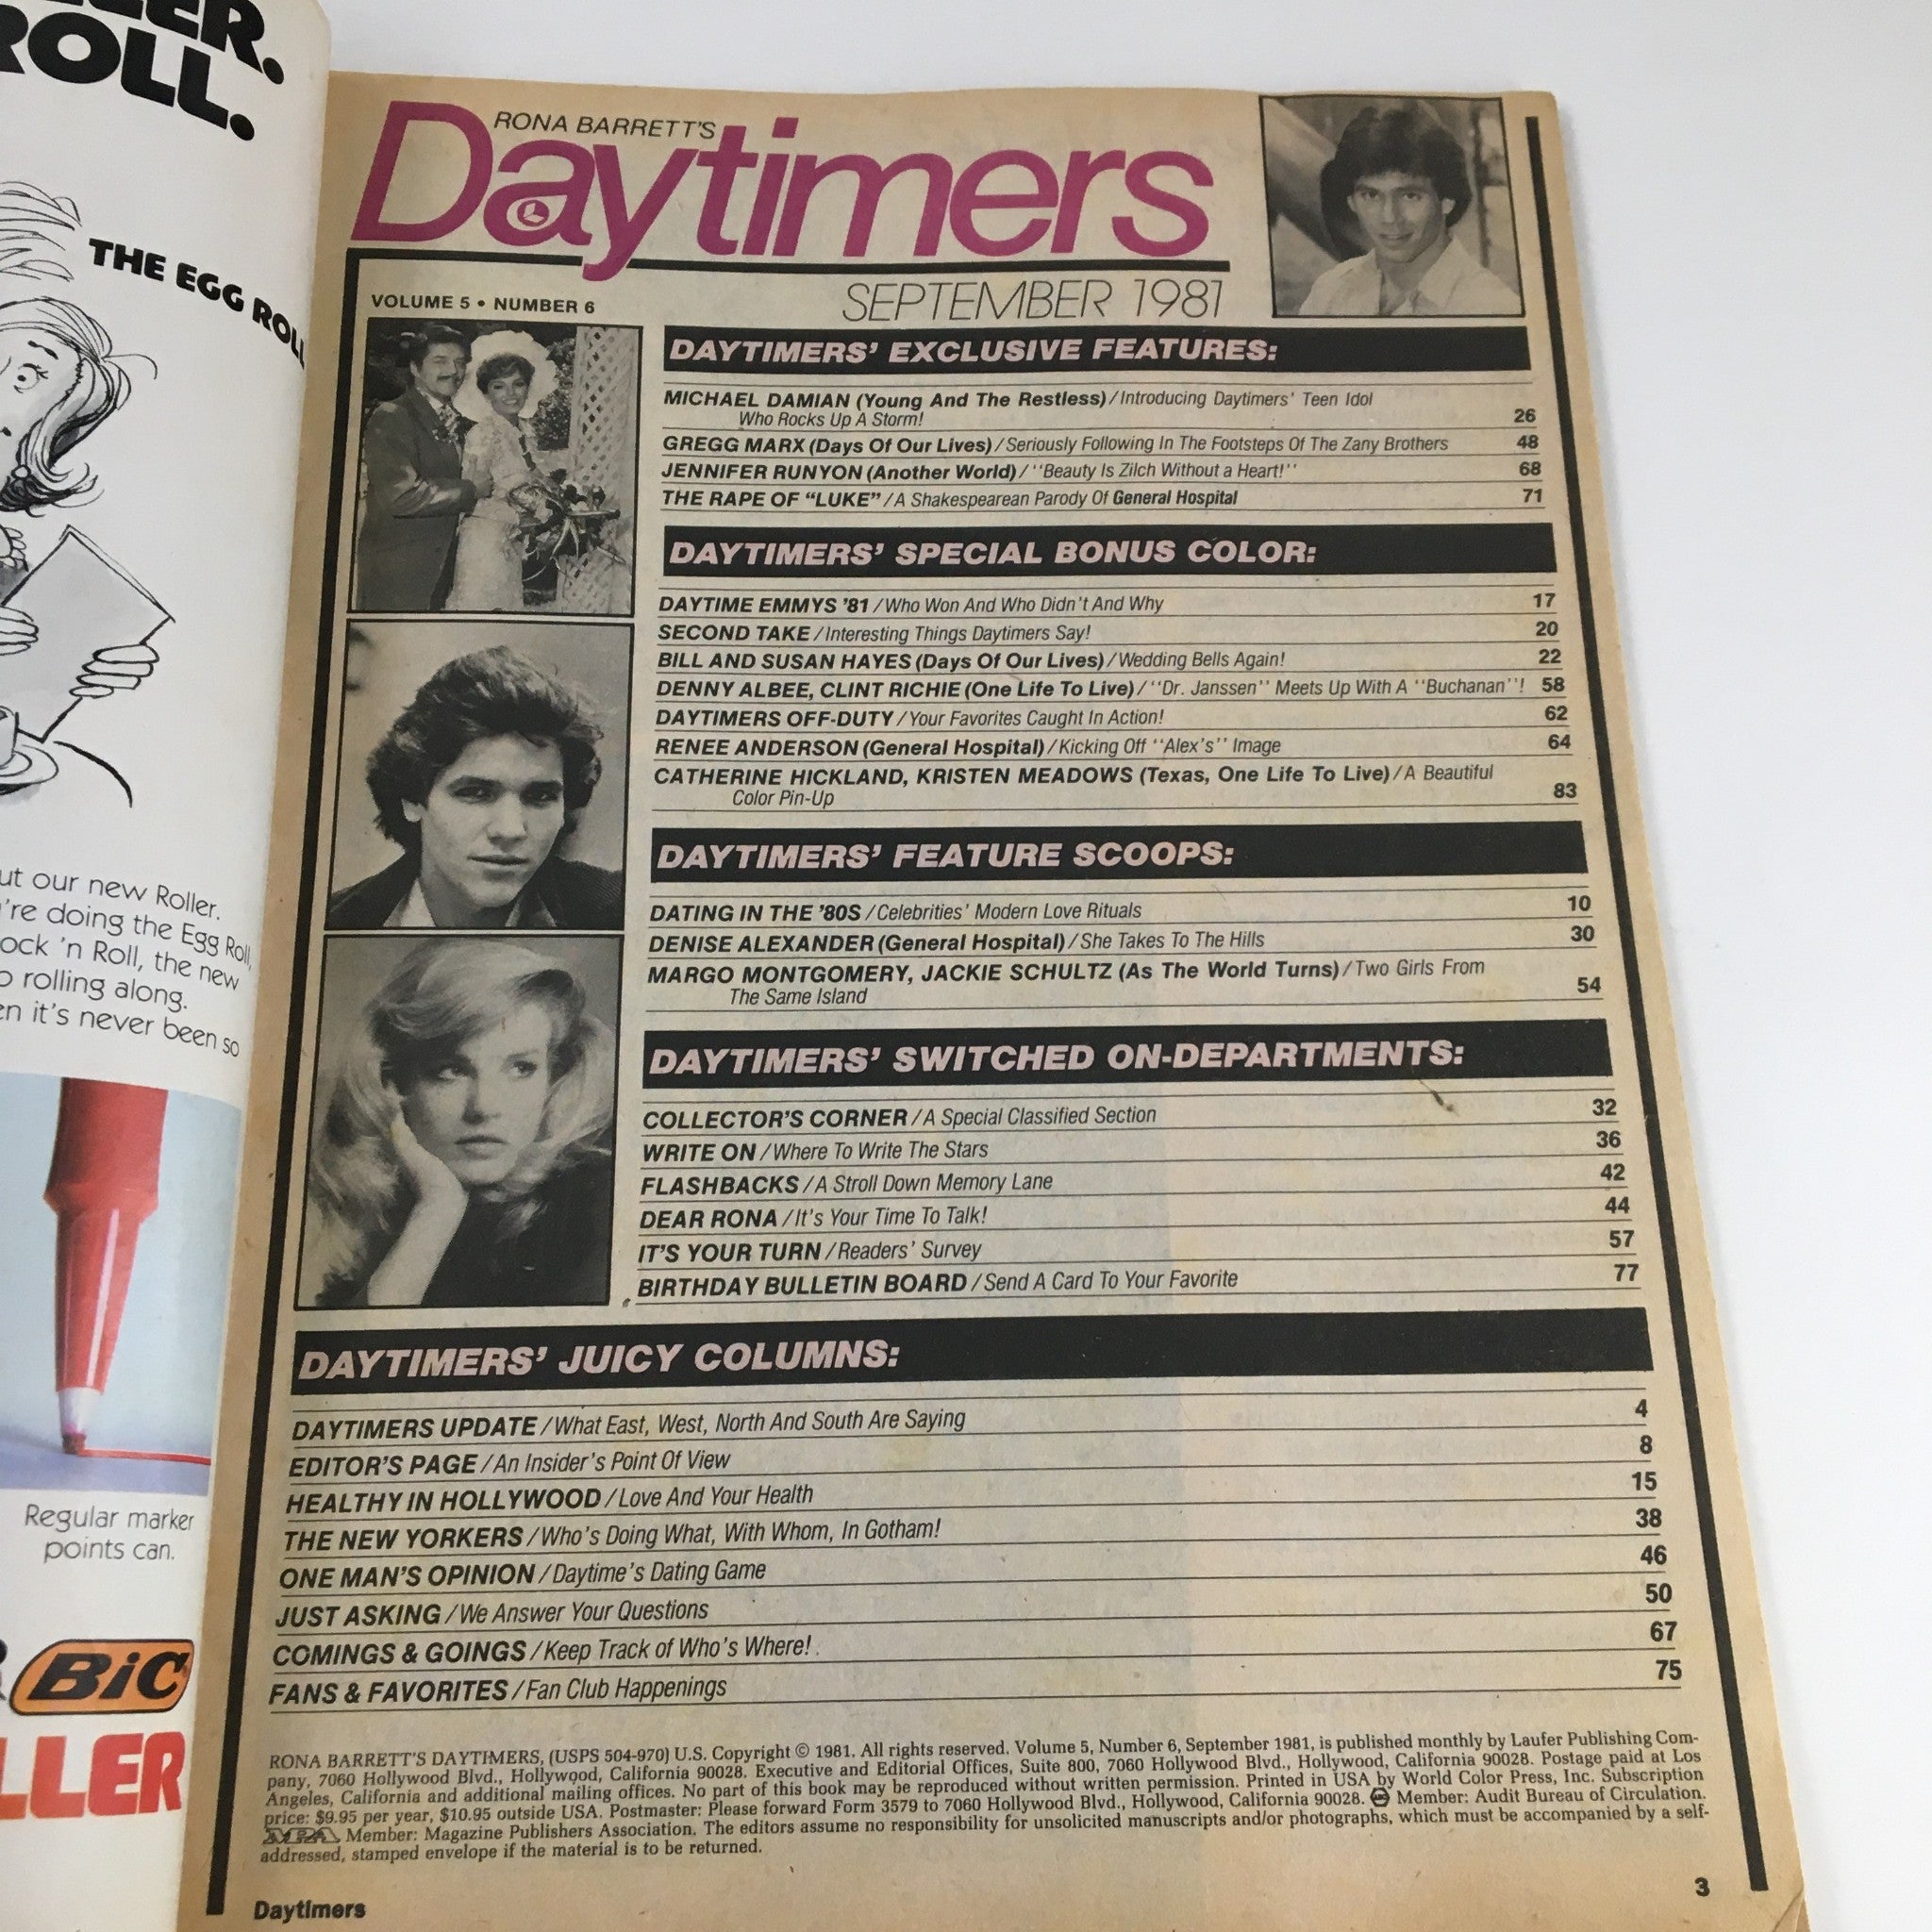 ROLL.
THE EGG ROLL
ut our new Roller.
're doing the Egg Roll,
ock 'n Roll, the new
o rolling along.
en it's never been so
Regular marker
points can.
BiC
LLER
RONA BARRETT'S
Daytimers
VOLUME 5 • NUMBER 6
SEPTEMBER 1981
DAYTIMERS' EXCLUSIVE FEATURES:
MICHAEL DAMIAN (Young And The Restless)/Introducing Daytimers' Teen Idol
Who Rocks Up A Storm! 26
GREGG MARX (Days Of Our Lives)/Seriously Following In The Footsteps Of The Zany Brothers 48
JENNIFER RUNYON (Another World)/''Beauty Is Zilch Without a Heart!'' 68
THE RAPE OF "LUKE"/A Shakespearean Parody Of General Hospital 71
DAYTIMERS' SPECIAL BONUS COLOR:
DAYTIME EMMYS '81/Who Won And Who Didn't And Why 17
SECOND TAKE/Interesting Things Daytimers Say! 20
BILL AND SUSAN HAYES (Days Of Our Lives)/Wedding Bells Again! 22
DENNY ALBEE, CLINT RICHIE (One Life To Live)/''Dr. Janssen'' Meets Up With A ''Buchanan''! 58
DAYTIMERS OFF-DUTY/Your Favorites Caught In Action! 62
RENEE ANDERSON (General Hospital)/Kicking Off ''Alex's'' Image 64
CATHERINE HICKLAND, KRISTEN MEADOWS (Texas, One Life To Live)/A Beautiful
Color Pin-Up 83
DAYTIMERS' FEATURE SCOOPS:
DATING IN THE '80S/Celebrities' Modern Love Rituals 10
DENISE ALEXANDER (General Hospital)/She Takes To The Hills 30
MARGO MONTGOMERY, JACKIE SCHULTZ (As The World Turns)/Two Girls From
The Same Island 54
DAYTIMERS' SWITCHED ON-DEPARTMENTS:
COLLECTOR'S CORNER/A Special Classified Section 32
WRITE ON/Where To Write The Stars 36
FLASHBACKS/A Stroll Down Memory Lane 42
DEAR RONA/It's Your Time To Talk! 44
IT'S YOUR TURN/Readers' Survey 57
BIRTHDAY BULLETIN BOARD/Send A Card To Your Favorite 77
DAYTIMERS' JUICY COLUMNS:
DAYTIMERS UPDATE/What East, West, North And South Are Saying 4
EDITOR'S PAGE/An Insider's Point Of View 8
HEALTHY IN HOLLYWOOD/Love And Your Health 15
THE NEW YORKERS/Who's Doing What, With Whom, In Gotham! 38
ONE MAN'S OPINION/Daytime's Dating Game 46
JUST ASKING/We Answer Your Questions 50
COMINGS & GOINGS/Keep Track of Who's Where! 67
FANS & FAVORITES/Fan Club Happenings 75
RONA BARRETT'S DAYTIMERS, (USPS 504-970) U.S. Copyright © 1981. All rights reserved. Volume 5, Number 6, September 1981, is published monthly by Laufer Publishing Com-
pany, 7060 Hollywood Blvd., Hollywood, California 90028. Executive and Editorial Offices, Suite 800, 7060 Hollywood Blvd., Hollywood, California 90028. Postage paid at Los
Angeles, California and additional mailing offices. No part of this book may be reproduced without written permission. Printed in USA by World Color Press, Inc. Subscription
price: $9.95 per year, $10.95 outside USA. Postmaster: Please forward Form 3579 to 7060 Hollywood Blvd., Hollywood, California 90028. Member: Audit Bureau of Circulation.
MPA Member: Magazine Publishers Association. The editors assume no responsibility for unsolicited manuscripts and/or photographs, which must be accompanied by a self-
addressed, stamped envelope if the material is to be returned.
Daytimers 3